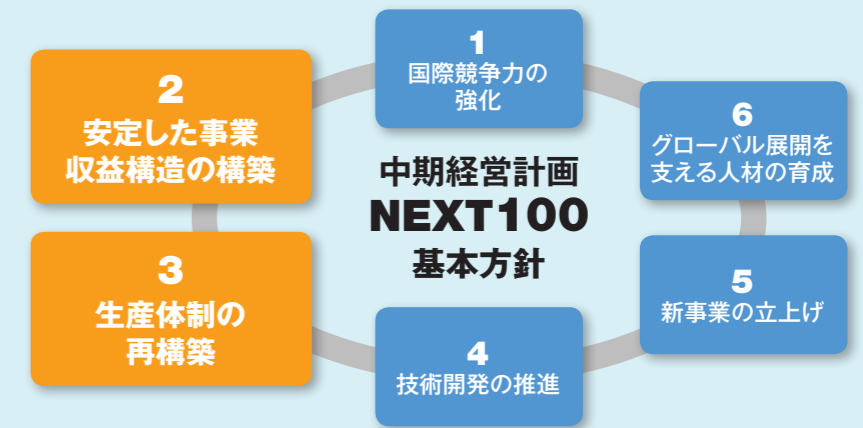 中期経営計画
NEXT100
基本方針
1
国際競争力の
強化
2
安定した事業
収益構造の構築
3
生産体制の
再構築
4
技術開発の推進
5
新事業の立上げ
6
グローバル展開を
支える人材の育成